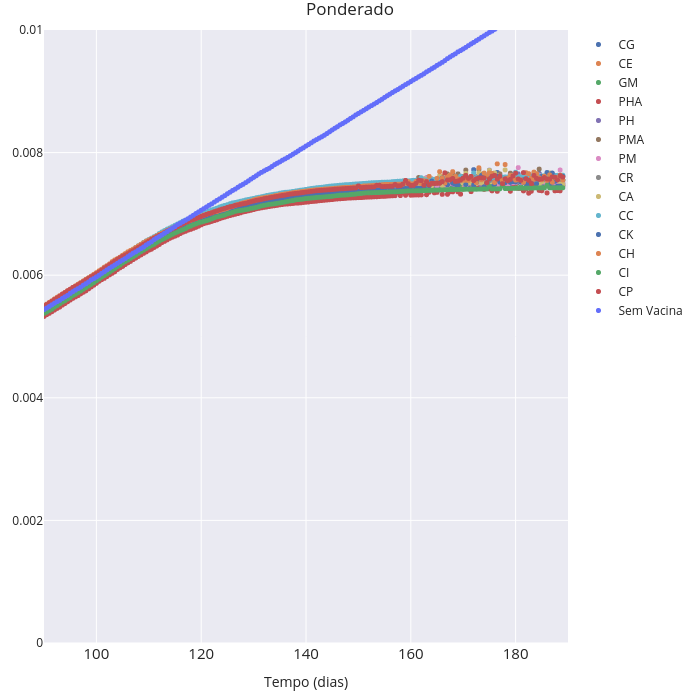 Ponderado
0.01
0.008
0.006
0.004
0.002
0
100
120
140
160
180
Tempo (dias)
CG
CE
GM
PHA
PH
PMA
PM
CR
CA
CC
CK
CH
CI
CP
Sem Vacina